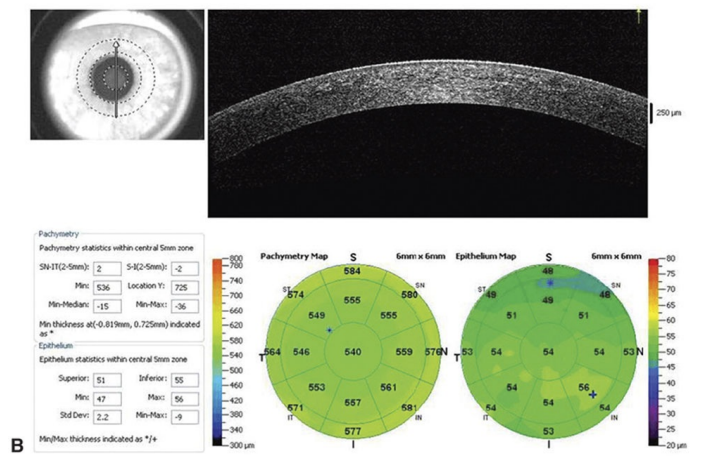 250 µm
Pachymetry
Pachymetry statistics within central 5mm zone
SN-IT(2-5mm): 2 S-I(2-5mm): -2
Min: 536 Location Y: 725
Min-Median: -15 Min-Max: -36
Min thickness at(-0.819mm, 0.725mm) indicated
as *
Epithelium
Epithelium statistics within central 5mm zone
Superior: 51 Inferior: 55
Min: 47 Max: 56
Std Dev: 2.2 Min-Max: -9
Min/Max thickness indicated as */+
B
800
780
740
700
660
620
580
540
500
460
420
380
340
300 µm
Pachymetry Map S 6mm x 6mm
584
ST 574 580 SN
555
549 555
T 564 546 540 559 576 N
553 561
557
IT 571 581 IN
577
I
Epithelium Map S 6mm x 6mm
48
ST 49 48 SN
49
51 51
T 53 54 54 54 53 N
54 56
54
IT 54 54 IN
53
I
80
75
70
65
60
55
50
45
40
35
30
25
20 µm